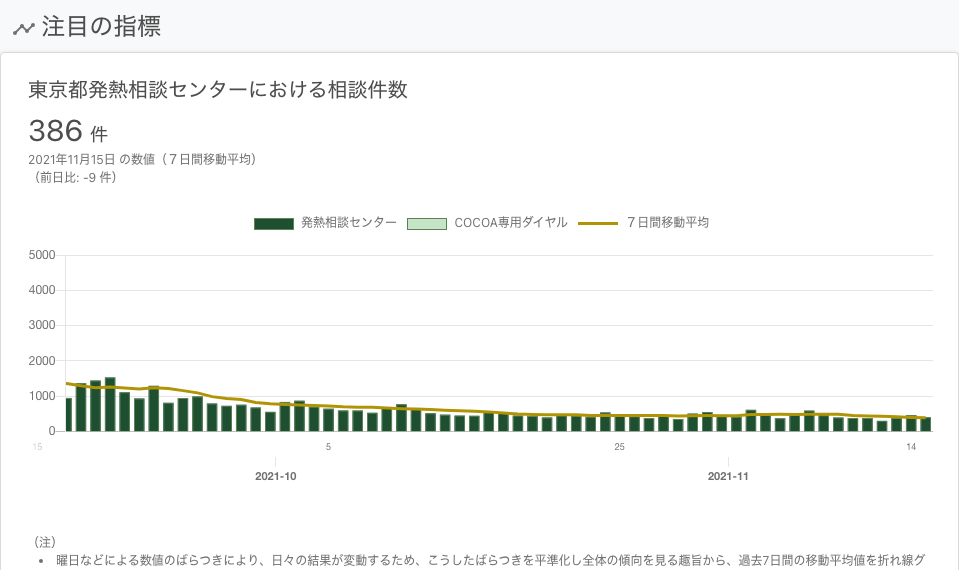 注目の指標
東京都発熱相談センターにおける相談件数
386 件
2021年11月15日 の数値（７日間移動平均）
（前日比: -9 件）
発熱相談センター COCOA専用ダイヤル ７日間移動平均
5000
4000
3000
2000
1000
0
15 5 25 14
2021-10 2021-11
（注）
• 曜日などによる数値のばらつきにより、日々の結果が変動するため、こうしたばらつきを平準化し全体の傾向を見る趣旨から、過去7日間の移動平均値を折れ線グ